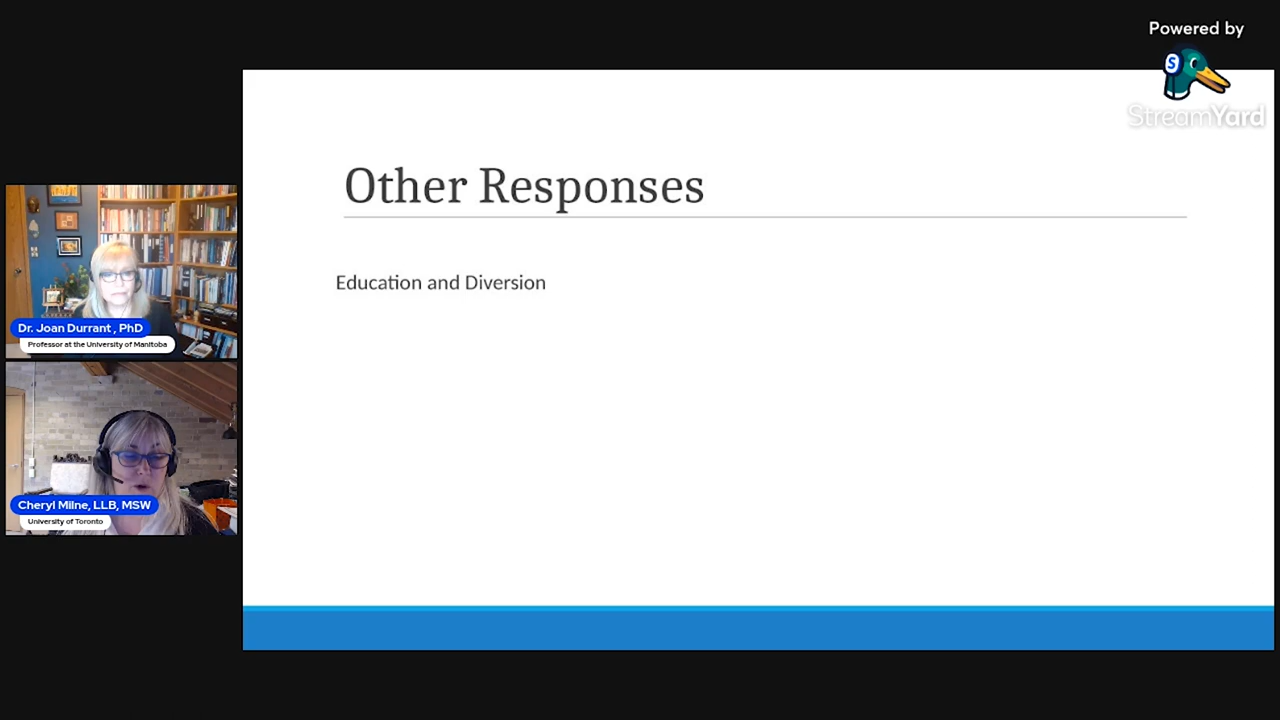 Powered by
S
StreamYard
Other Responses
Education and Diversion
Dr. Joan Durrant , PhD
Professor at the University of Manitoba
Cheryl Milne, LLB, MSW
University of Toronto